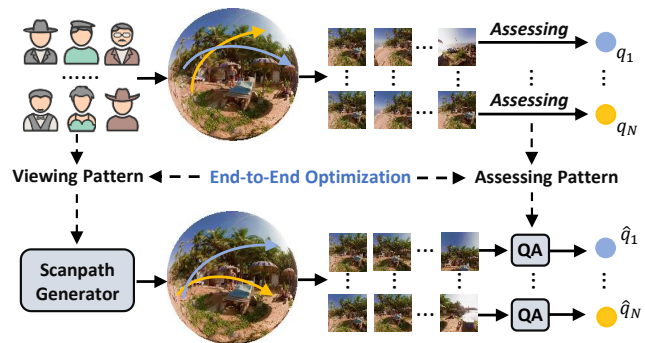 Assessing
q1
......
Assessing
qN
Viewing Pattern
End-to-End Optimization
Assessing Pattern
Scanpath
Generator
QA
q̂1
QA
q̂N